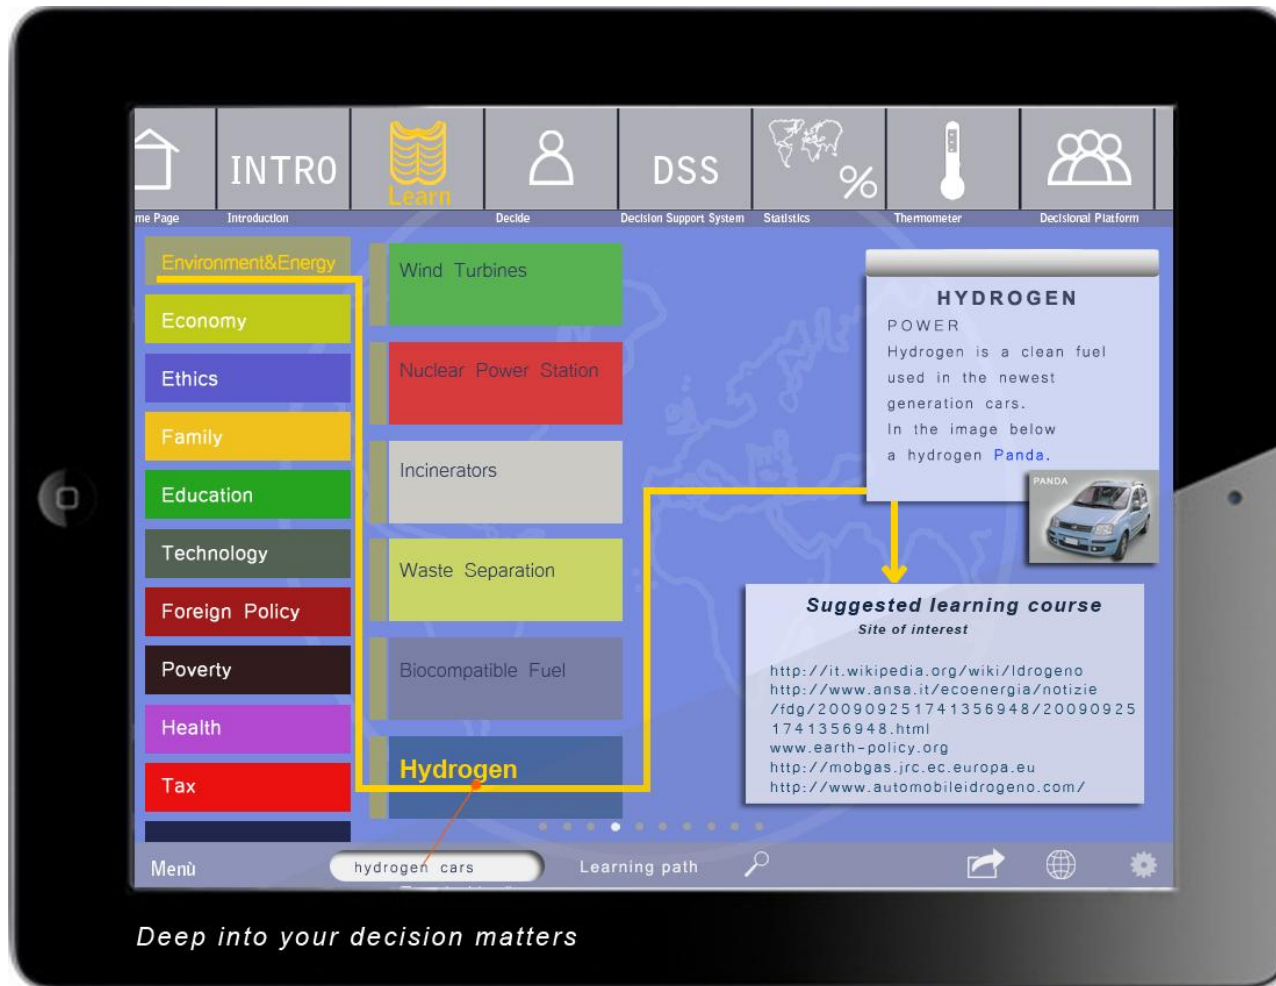 INTRO
Learn
DSS
%
me Page
Introduction
Decide
Decision Support System
Statistics
Thermometer
Decisional Platform
Environment&Energy
Economy
Ethics
Family
Education
Technology
Foreign Policy
Poverty
Health
Tax
Wind Turbines
Nuclear Power Station
Incinerators
Waste Separation
Biocompatible Fuel
Hydrogen
HYDROGEN
POWER
Hydrogen is a clean fuel
used in the newest
generation cars.
In the image below
a hydrogen Panda.
PANDA
Suggested learning course
Site of interest
http://it.wikipedia.org/wiki/Idrogeno
http://www.ansa.it/ecoenergia/notizie
/fdg/200909251741356948/20090925
1741356948.html
www.earth-policy.org
http://mobgas.jrc.ec.europa.eu
http://www.automobileidrogeno.com/
Menù
hydrogen cars
Learning path
Deep into your decision matters